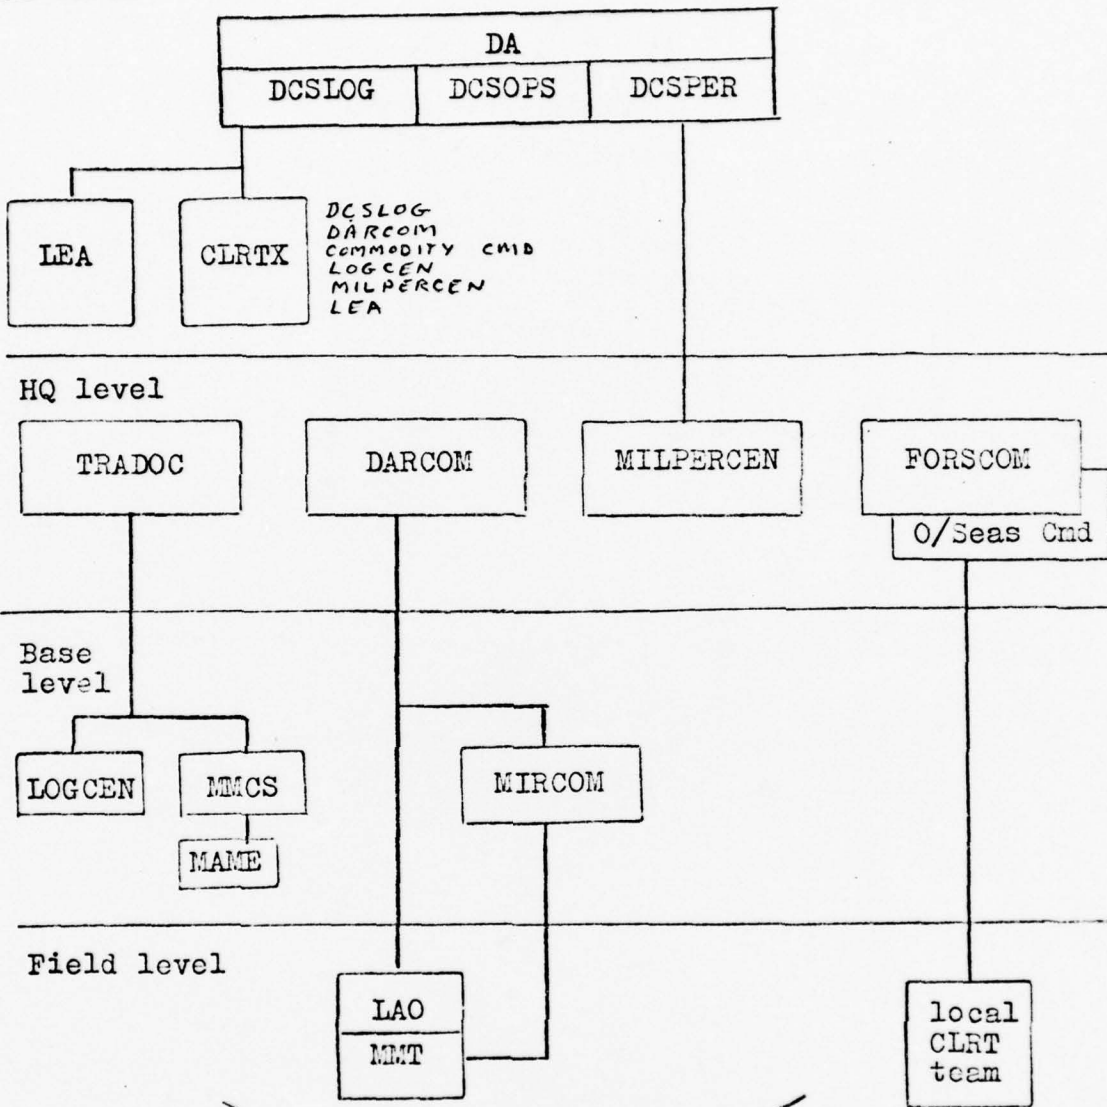 DA
DCSLOG DCSOPS DCSPER
LEA
CLRTX
DCSLOG
DARCOM
COMMODITY CMD
LOGCEN
MILPERCEN
LEA
HQ level
TRADOC DARCOM MILPERCEN FORSCOM
O/Seas Cmd
Base
level
LOGCEN MMCS MIRCOM
MAME
Field level
LAO
MMT
local
CLRT
team